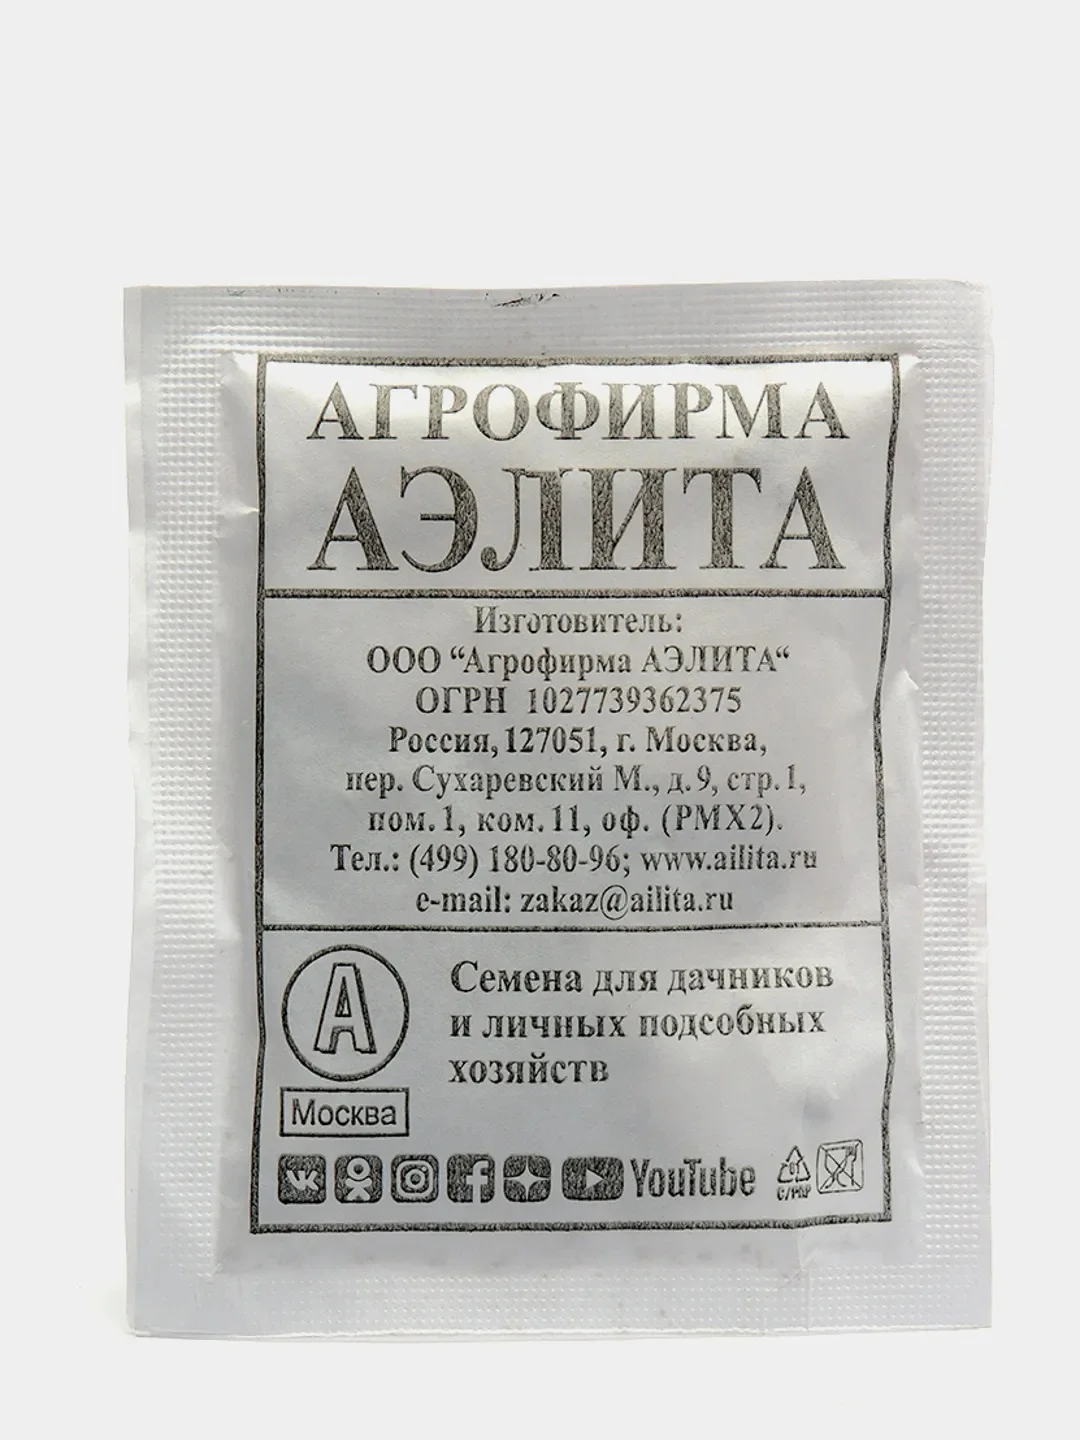 АГРОФИРМА
АЭЛИТА
Изготовитель:
ООО “Агрофирма АЭЛИТА“
ОГРН 1027739362375
Россия, 127051, г. Москва,
пер. Сухаревский М., д. 9, стр. 1,
пом. 1, ком. 11, оф. (РМХ2).
Тел.: (499) 180-80-96; www.ailita.ru
e-mail: zakaz@ailita.ru
А
Семена для дачников
и личных подсобных
хозяйств
Москва
YouTube
C/PAP